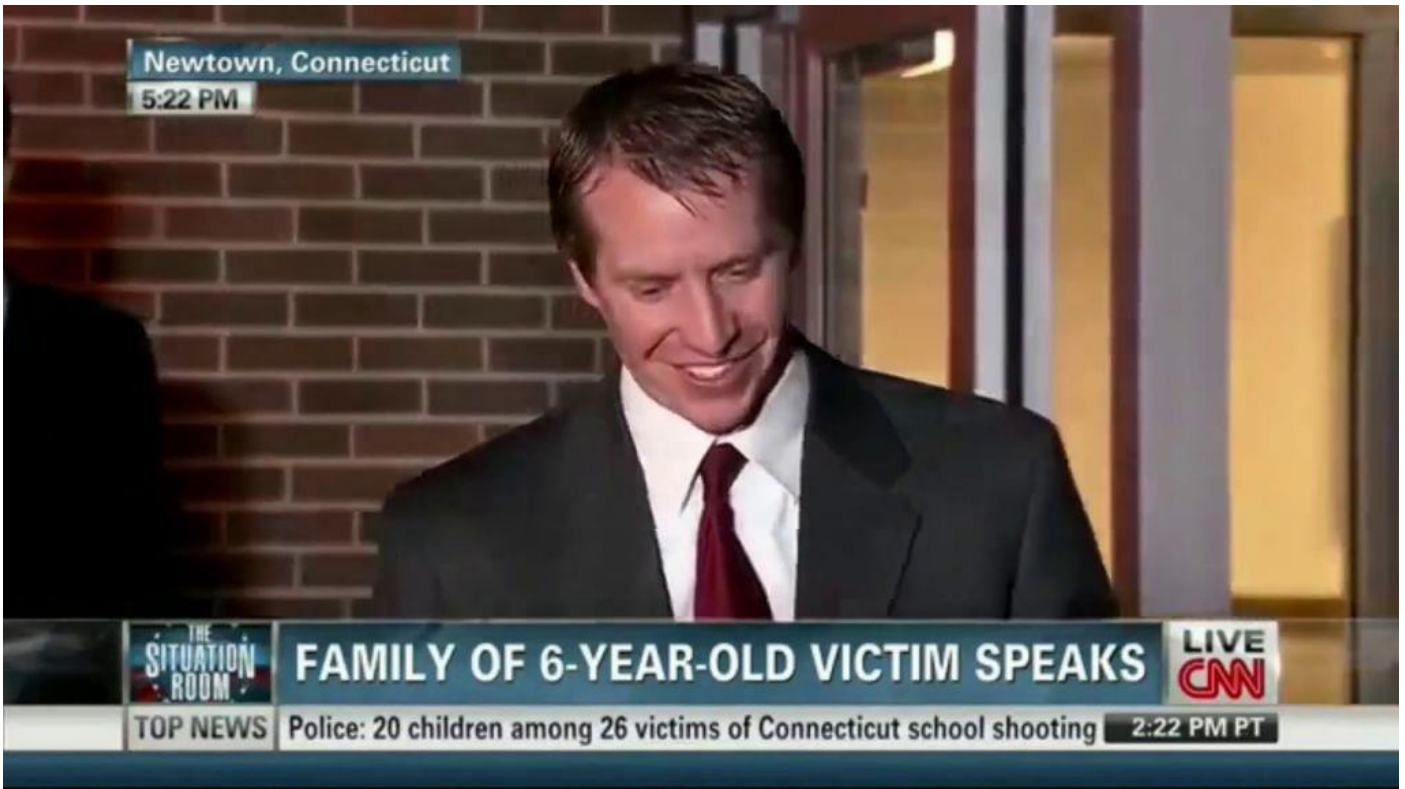 Newtown, Connecticut
5:22 PM
THE
SITUATION
ROOM
FAMILY OF 6-YEAR-OLD VICTIM SPEAKS
LIVE
CNN
TOP NEWS
Police: 20 children among 26 victims of Connecticut school shooting
2:22 PM PT